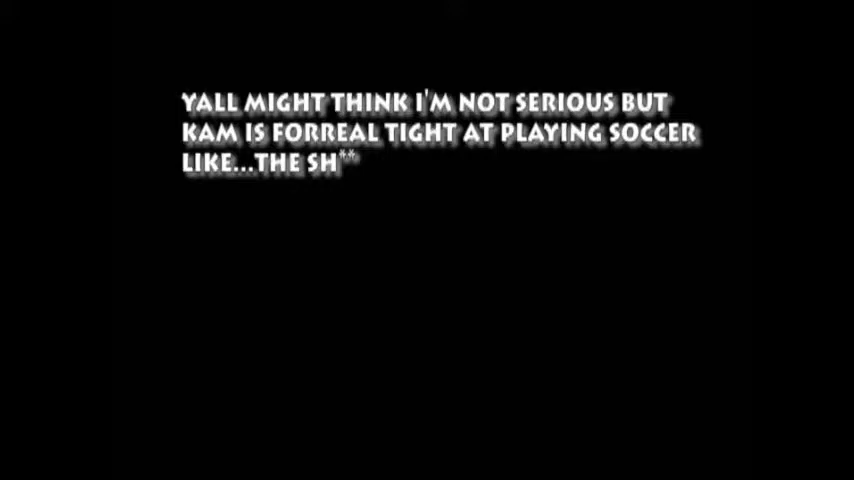 YALL MIGHT THINK I'M NOT SERIOUS BUT
KAM IS FORREAL TIGHT AT PLAYING SOCCER
LIKE...THE SH**